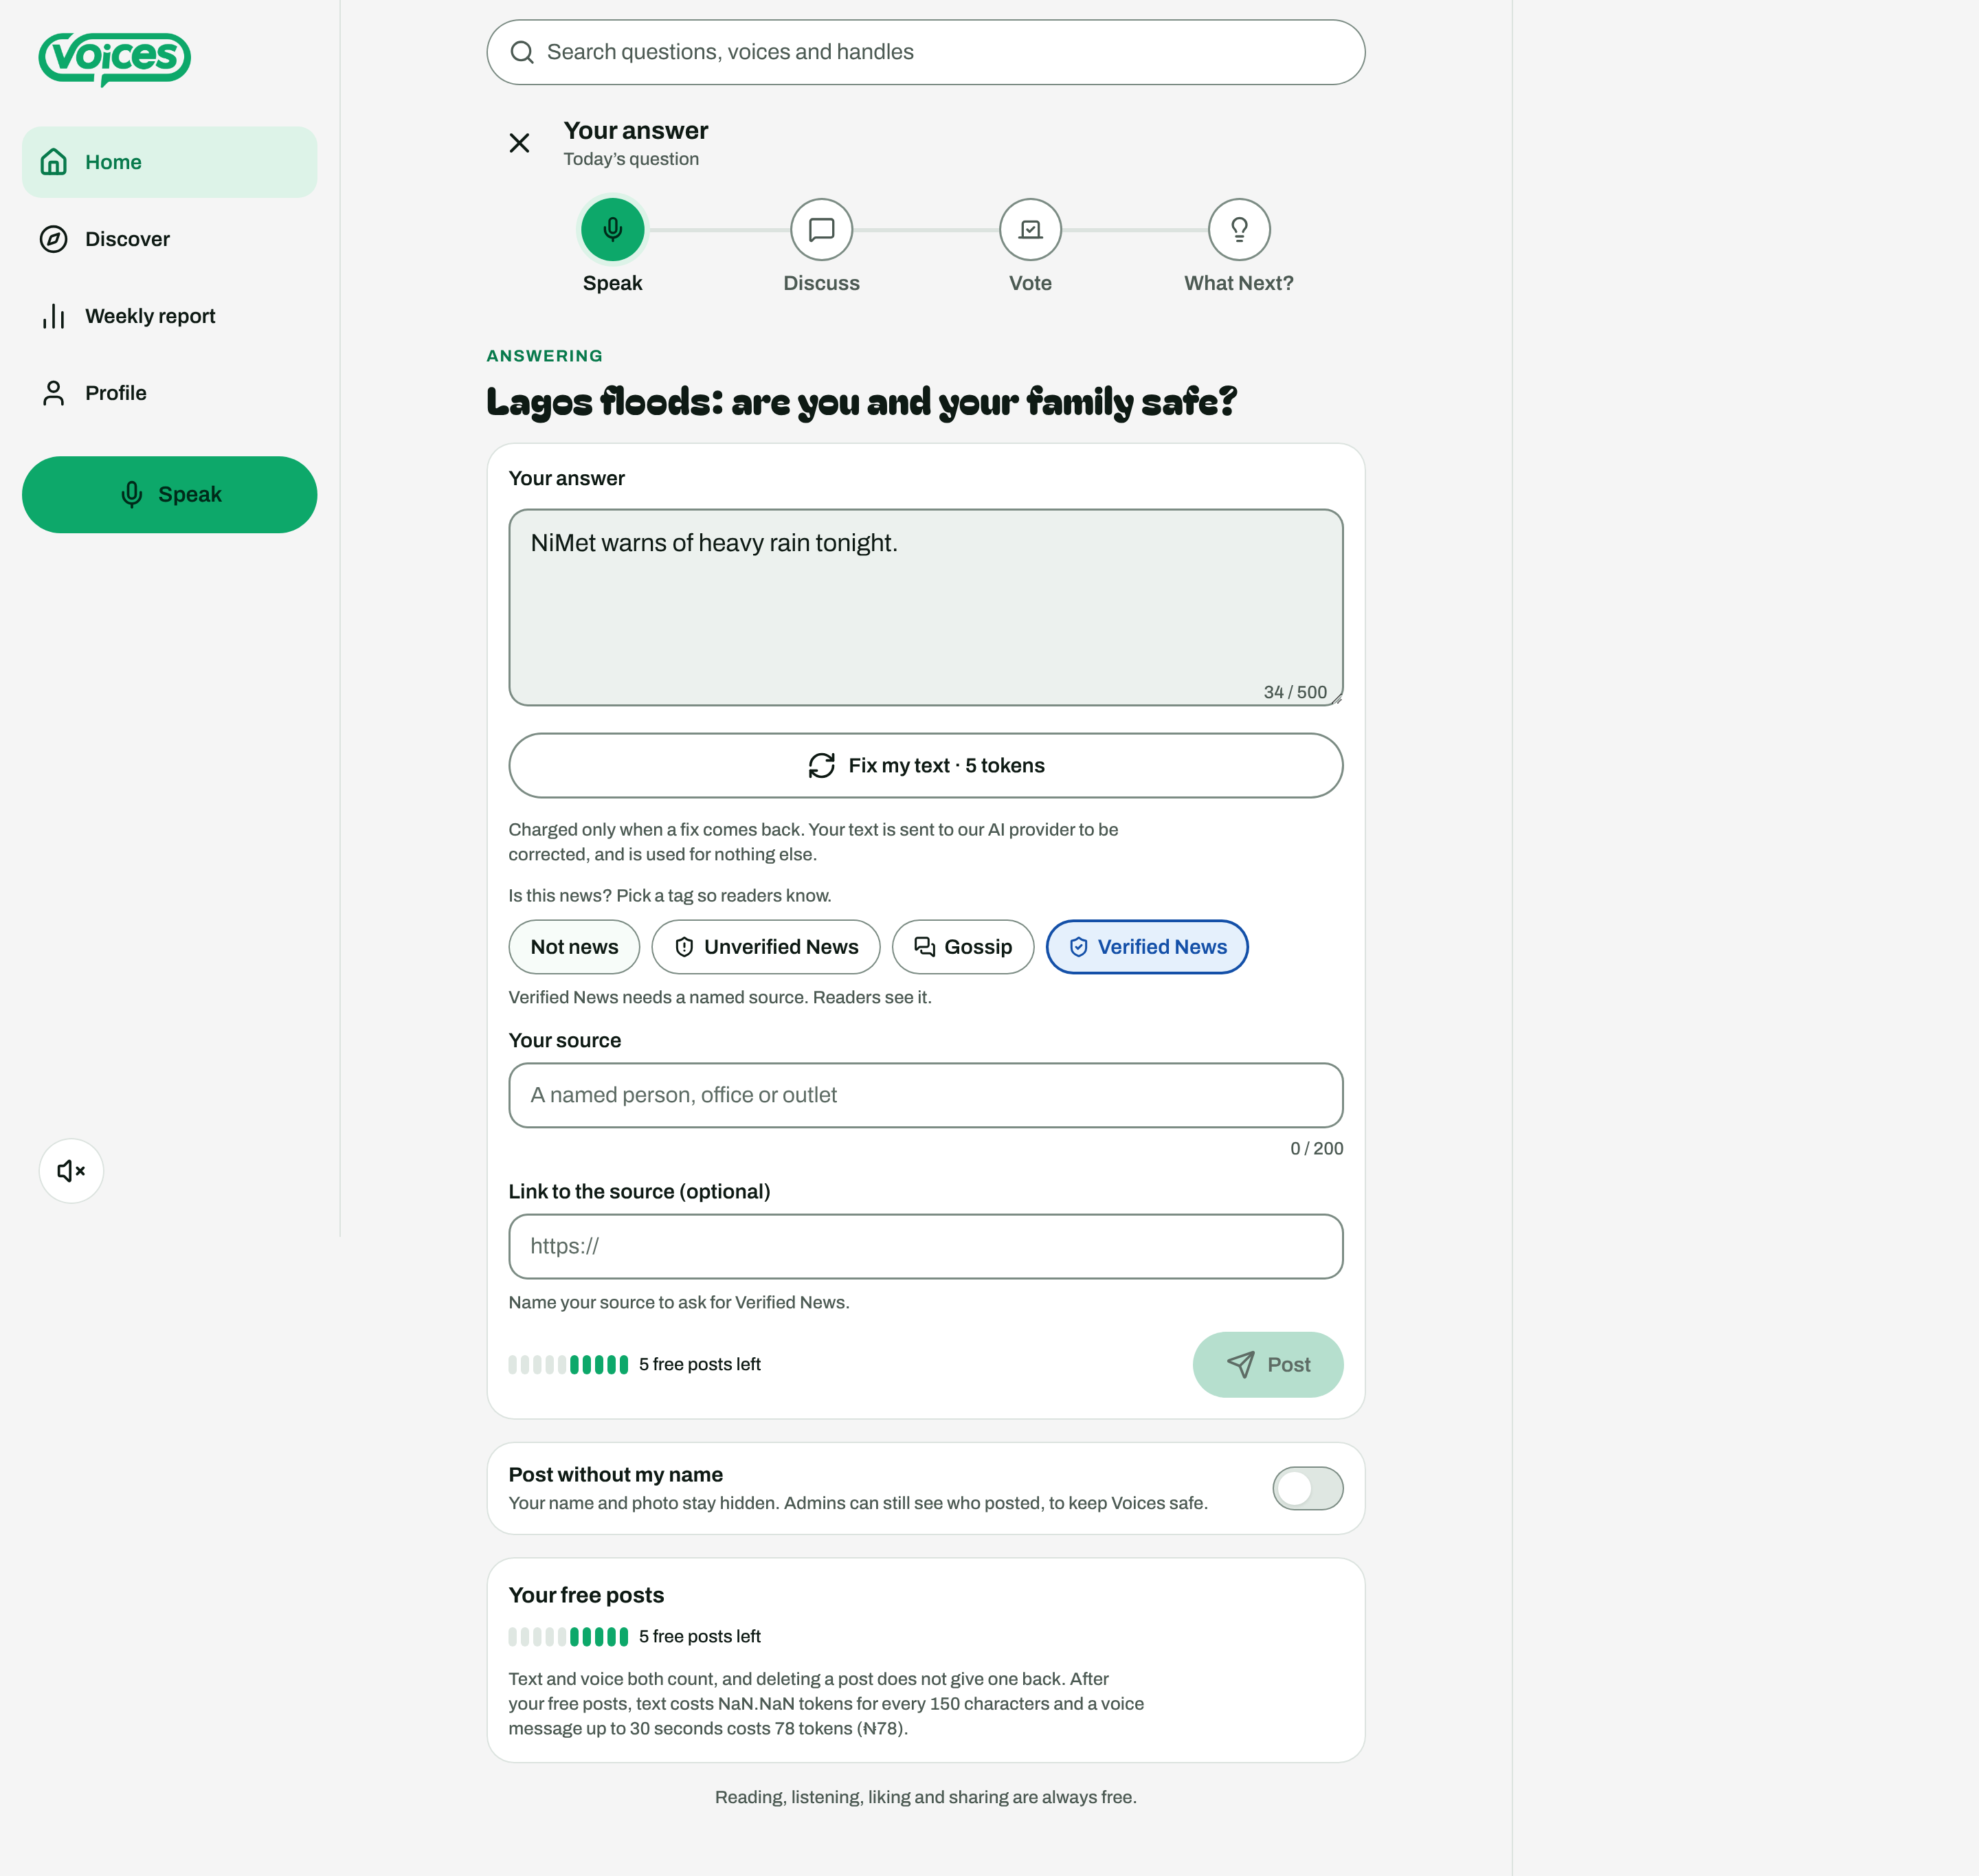 Voices
Search questions, voices and handles
Home
Discover
Weekly report
Profile
Speak
Your answer
Today’s question
Speak
Discuss
Vote
What Next?
ANSWERING
Lagos floods: are you and your family safe?
Your answer
NiMet warns of heavy rain tonight.
34 / 500
Fix my text · 5 tokens
Charged only when a fix comes back. Your text is sent to our AI provider to be
corrected, and is used for nothing else.
Is this news? Pick a tag so readers know.
Not news
Unverified News
Gossip
Verified News
Verified News needs a named source. Readers see it.
Your source
A named person, office or outlet
0 / 200
Link to the source (optional)
https://
Name your source to ask for Verified News.
5 free posts left
Post
Post without my name
Your name and photo stay hidden. Admins can still see who posted, to keep Voices safe.
Your free posts
5 free posts left
Text and voice both count, and deleting a post does not give one back. After
your free posts, text costs NaN.NaN tokens for every 150 characters and a voice
message up to 30 seconds costs 78 tokens (₦78).
Reading, listening, liking and sharing are always free.